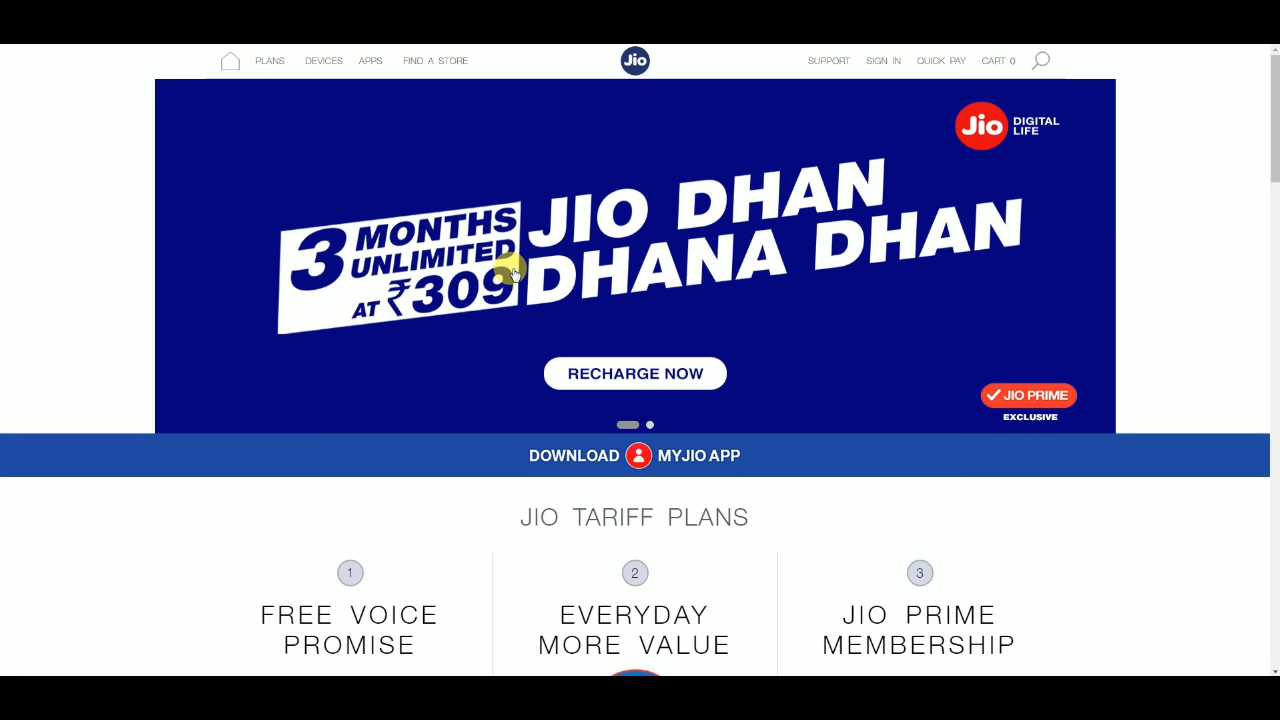 PLANS DEVICES APPS FIND A STORE Jio SUPPORT SIGN IN QUICK PAY CART 0
Jio DIGITAL LIFE
3 MONTHS UNLIMITED AT ₹309
JIO DHAN
DHANA DHAN
RECHARGE NOW
JIO PRIME
EXCLUSIVE
DOWNLOAD MYJIO APP
JIO TARIFF PLANS
1
FREE VOICE
PROMISE
2
EVERYDAY
MORE VALUE
3
JIO PRIME
MEMBERSHIP